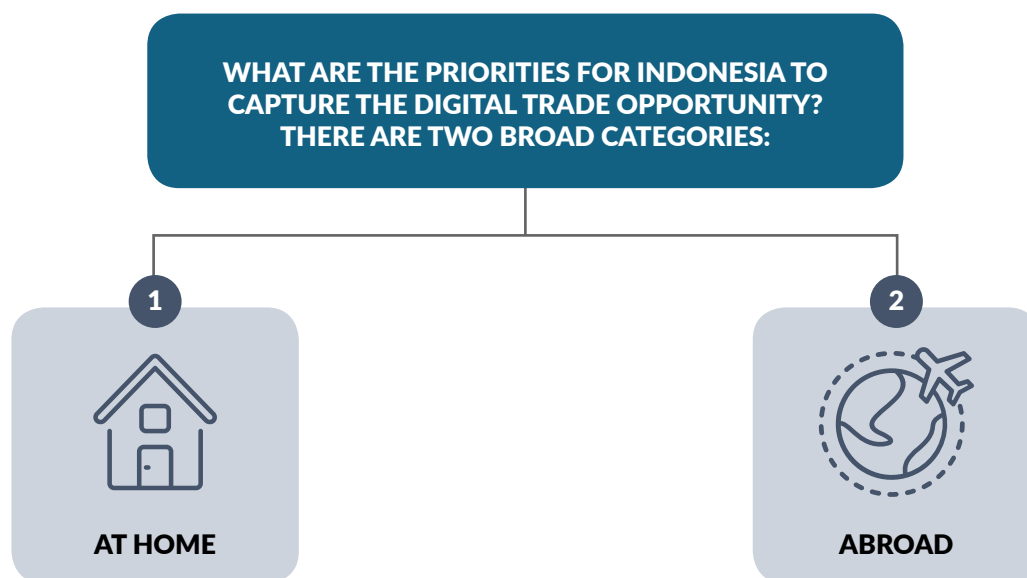 WHAT ARE THE PRIORITIES FOR INDONESIA TO
CAPTURE THE DIGITAL TRADE OPPORTUNITY?
THERE ARE TWO BROAD CATEGORIES:
1
2
AT HOME
ABROAD